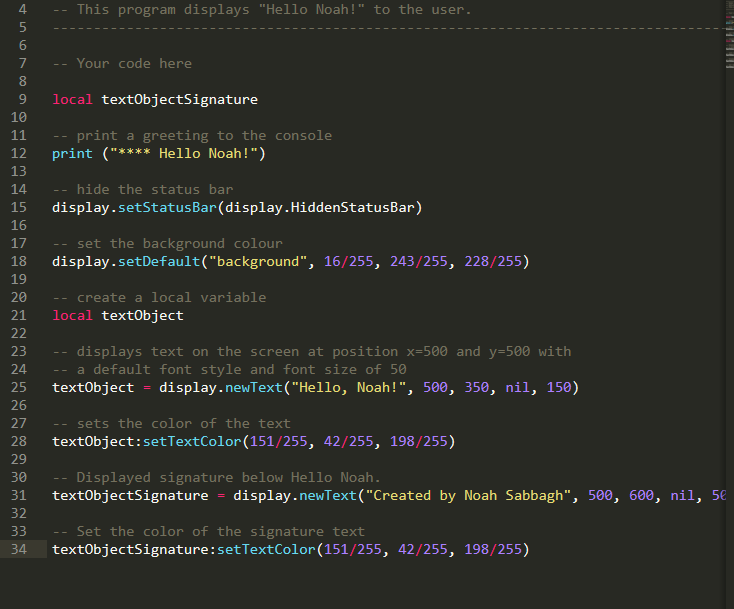 4 -- This program displays "Hello Noah!" to the user.
5 -----------------------------------------------------------------------------------
6
7 -- Your code here
8
9 local textObjectSignature
10
11 -- print a greeting to the console
12 print ("**** Hello Noah!")
13
14 -- hide the status bar
15 display.setStatusBar(display.HiddenStatusBar)
16
17 -- set the background colour
18 display.setDefault("background", 16/255, 243/255, 228/255)
19
20 -- create a local variable
21 local textObject
22
23 -- displays text on the screen at position x=500 and y=500 with
24 -- a default font style and font size of 50
25 textObject = display.newText("Hello, Noah!", 500, 350, nil, 150)
26
27 -- sets the color of the text
28 textObject:setTextColor(151/255, 42/255, 198/255)
29
30 -- Displayed signature below Hello Noah.
31 textObjectSignature = display.newText("Created by Noah Sabbagh", 500, 600, nil, 50
32
33 -- Set the color of the signature text
34 textObjectSignature:setTextColor(151/255, 42/255, 198/255)